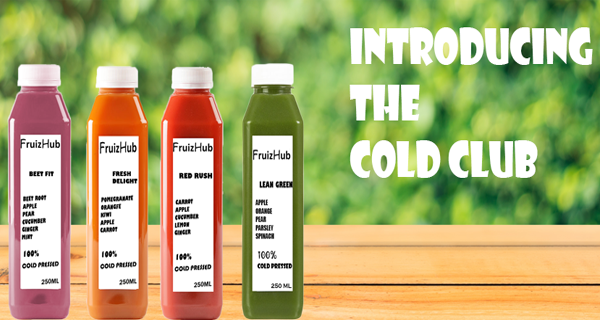 INTRODUCING
THE
COLD CLUB
FruizHub
BEET FIT
BEET ROOT
APPLE
PEAR
CUCUMBER
GINGER
MINT
100%
COLD PRESSED
250ML
FruizHub
FRESH
DELIGHT
POMEGRANATE
ORANGIE
KIWI
APPLE
CARROT
100%
COLD PRESSED
250ML
FruizHub
RED RUSH
CARROT
APPLE
CUCUMBER
LEMON
GINGER
100%
COLD PRESSED
250ML
FruizHub
LEAN GREEN
APPLE
ORANGE
PEAR
PARSLEY
SPINACH
100%
COLD PRESSED
250 ML